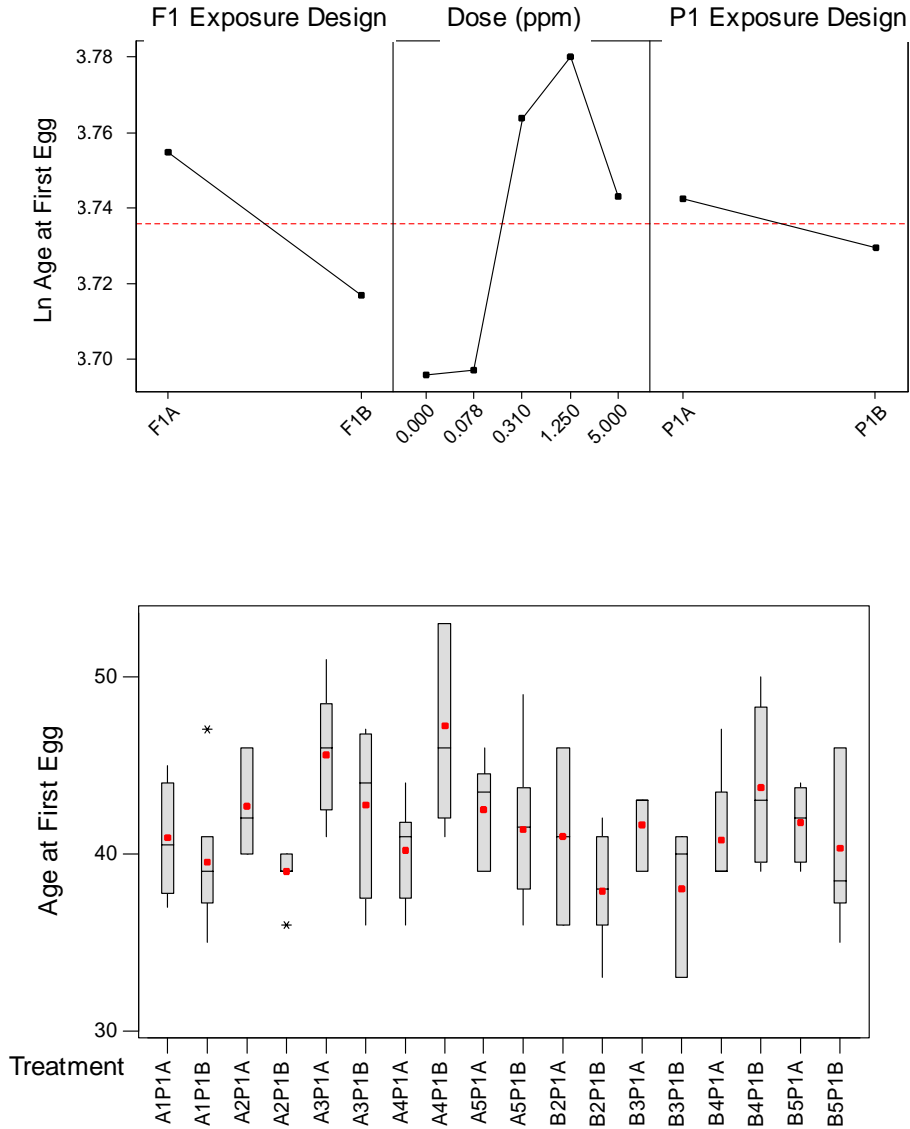 F1 Exposure Design Dose (ppm) P1 Exposure Design
Ln Age at First Egg
3.78
3.76
3.74
3.72
3.70
F1A F1B 0.000 0.078 0.310 1.250 5.000 P1A P1B
Age at First Egg
50
40
30
Treatment
A1P1A A1P1B A2P1A A2P1B A3P1A A3P1B A4P1A A4P1B A5P1A A5P1B B2P1A B2P1B B3P1A B3P1B B4P1A B4P1B B5P1A B5P1B